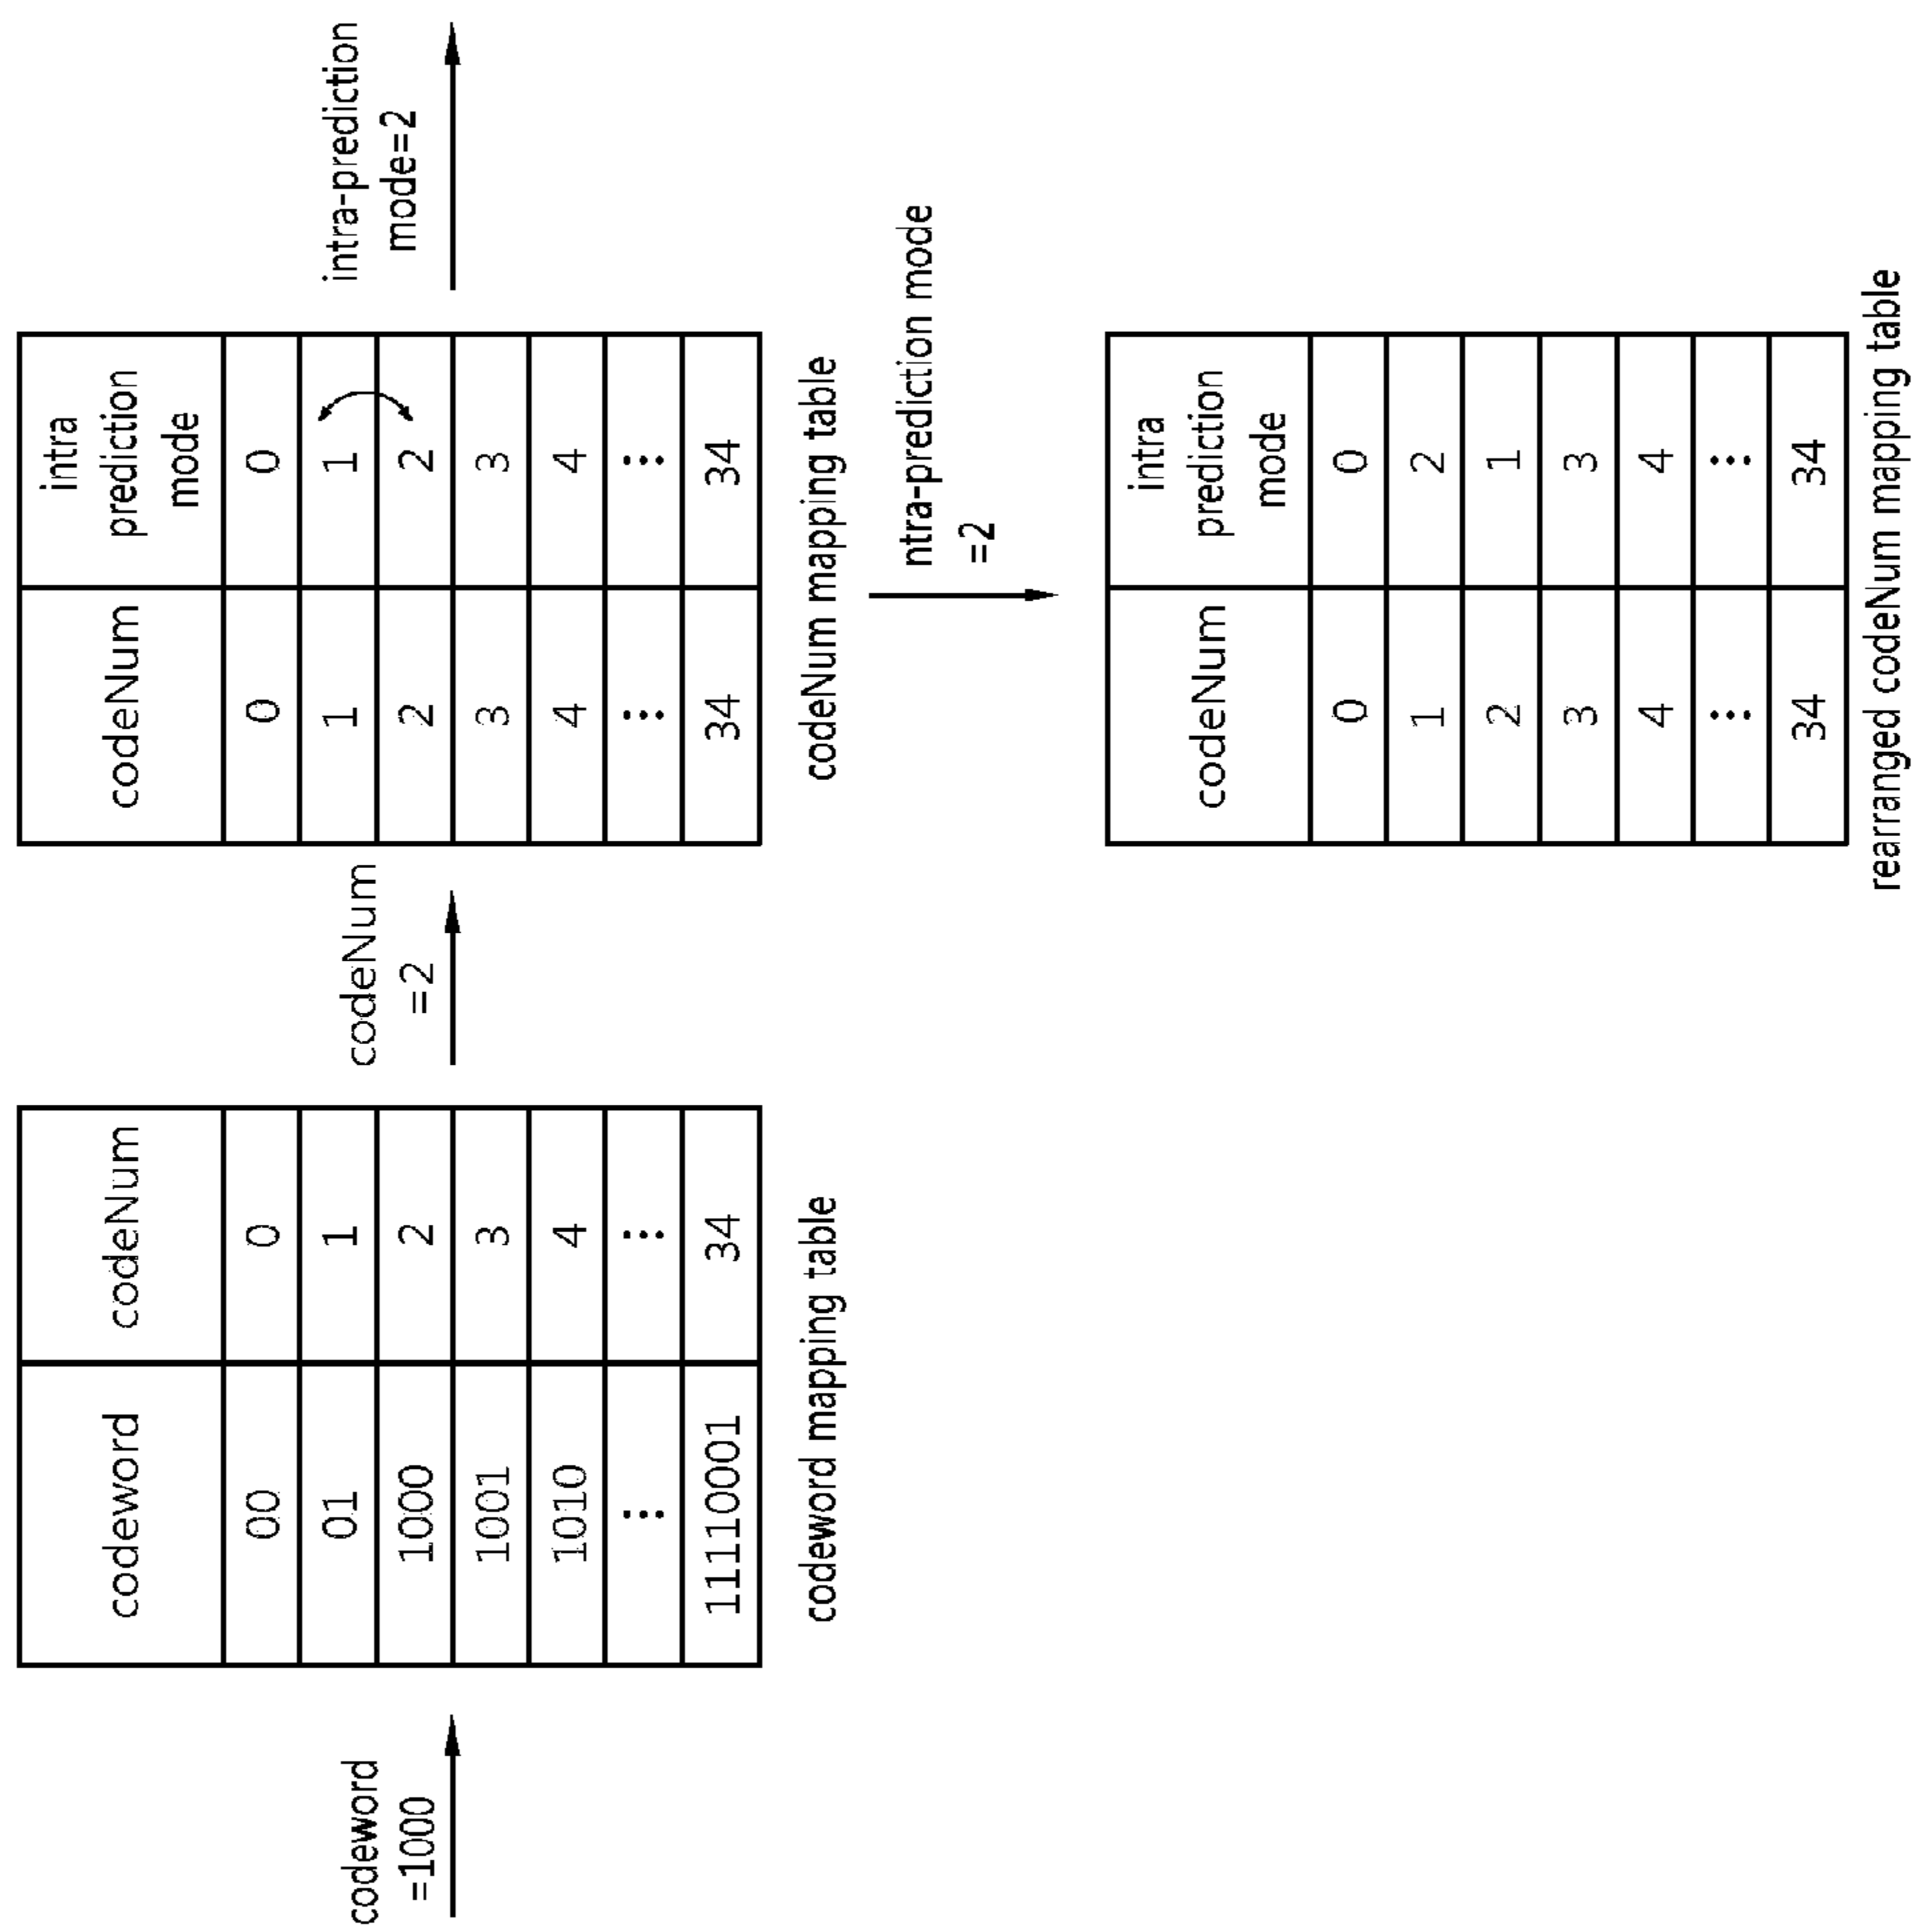 codeword
=1000
codeword codeNum
00 0
01 1
1000 2
1001 3
1010 4
⋮ ⋮
11110001 34
codeword mapping table
codeNum
=2
codeNum intra
prediction
mode
0 0
1 1
2 2
3 3
4 4
⋮ ⋮
34 34
codeNum mapping table
intra-prediction
mode=2
ntra-prediction mode
=2
codeNum intra
prediction
mode
0 0
1 2
2 1
3 3
4 4
⋮ ⋮
34 34
rearranged codeNum mapping table